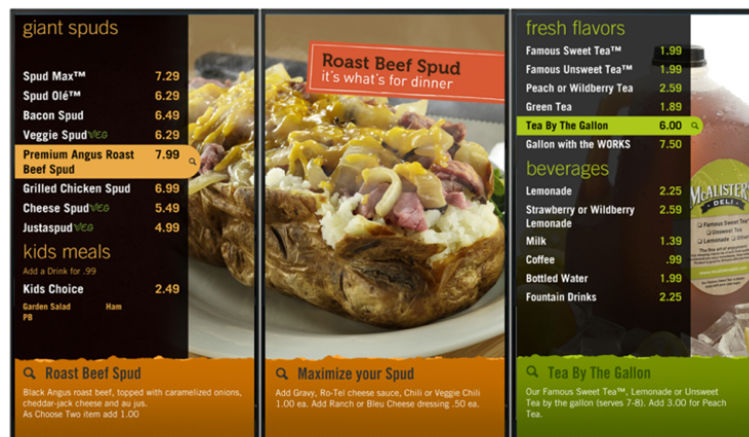 giant spuds
Spud Max™ 7.29
Spud Olé™ 6.29
Bacon Spud 6.49
Veggie Spud VEG 6.29
Premium Angus Roast 7.99
Beef Spud
Grilled Chicken Spud 6.99
Cheese Spud VEG 5.49
Justaspud VEG 4.99
kids meals
Add a Drink for .99
Kids Choice 2.49
Garden Salad Ham
PB
Roast Beef Spud
Black Angus roast beef, topped with caramelized onions,
cheddar-jack cheese and au jus.
As Choose Two item add 1.00
Roast Beef Spud
it's what's for dinner
Maximize your Spud
Add Gravy, Ro-Tel cheese sauce, Chili or Veggie Chili
1.00 ea. Add Ranch or Bleu Cheese dressing .50 ea.
fresh flavors
Famous Sweet Tea™ 1.99
Famous Unsweet Tea™ 1.99
Peach or Wildberry Tea 2.59
Green Tea 1.89
Tea By The Gallon 6.00
Gallon with the WORKS 7.50
beverages
Lemonade 2.25
Strawberry or Wildberry 2.59
Lemonade
Milk 1.39
Coffee .99
Bottled Water 1.99
Fountain Drinks 2.25
McALISTER'S
DELI
Famous Sweet Tea
Unsweet Tea
Lemonade
Tea By The Gallon
Our Famous Sweet Tea™, Lemonade or Unsweet
Tea by the gallon (serves 7-8). Add 3.00 for Peach
Tea.